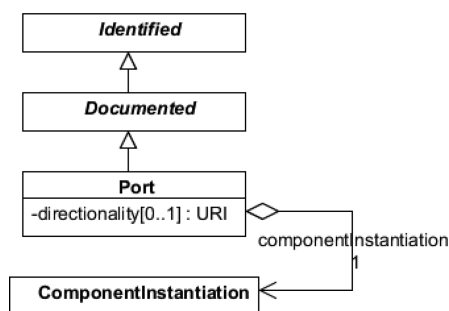 Identified
Documented
Port
-directionality[0..1] : URI
componentInstantiation
1
ComponentInstantiation